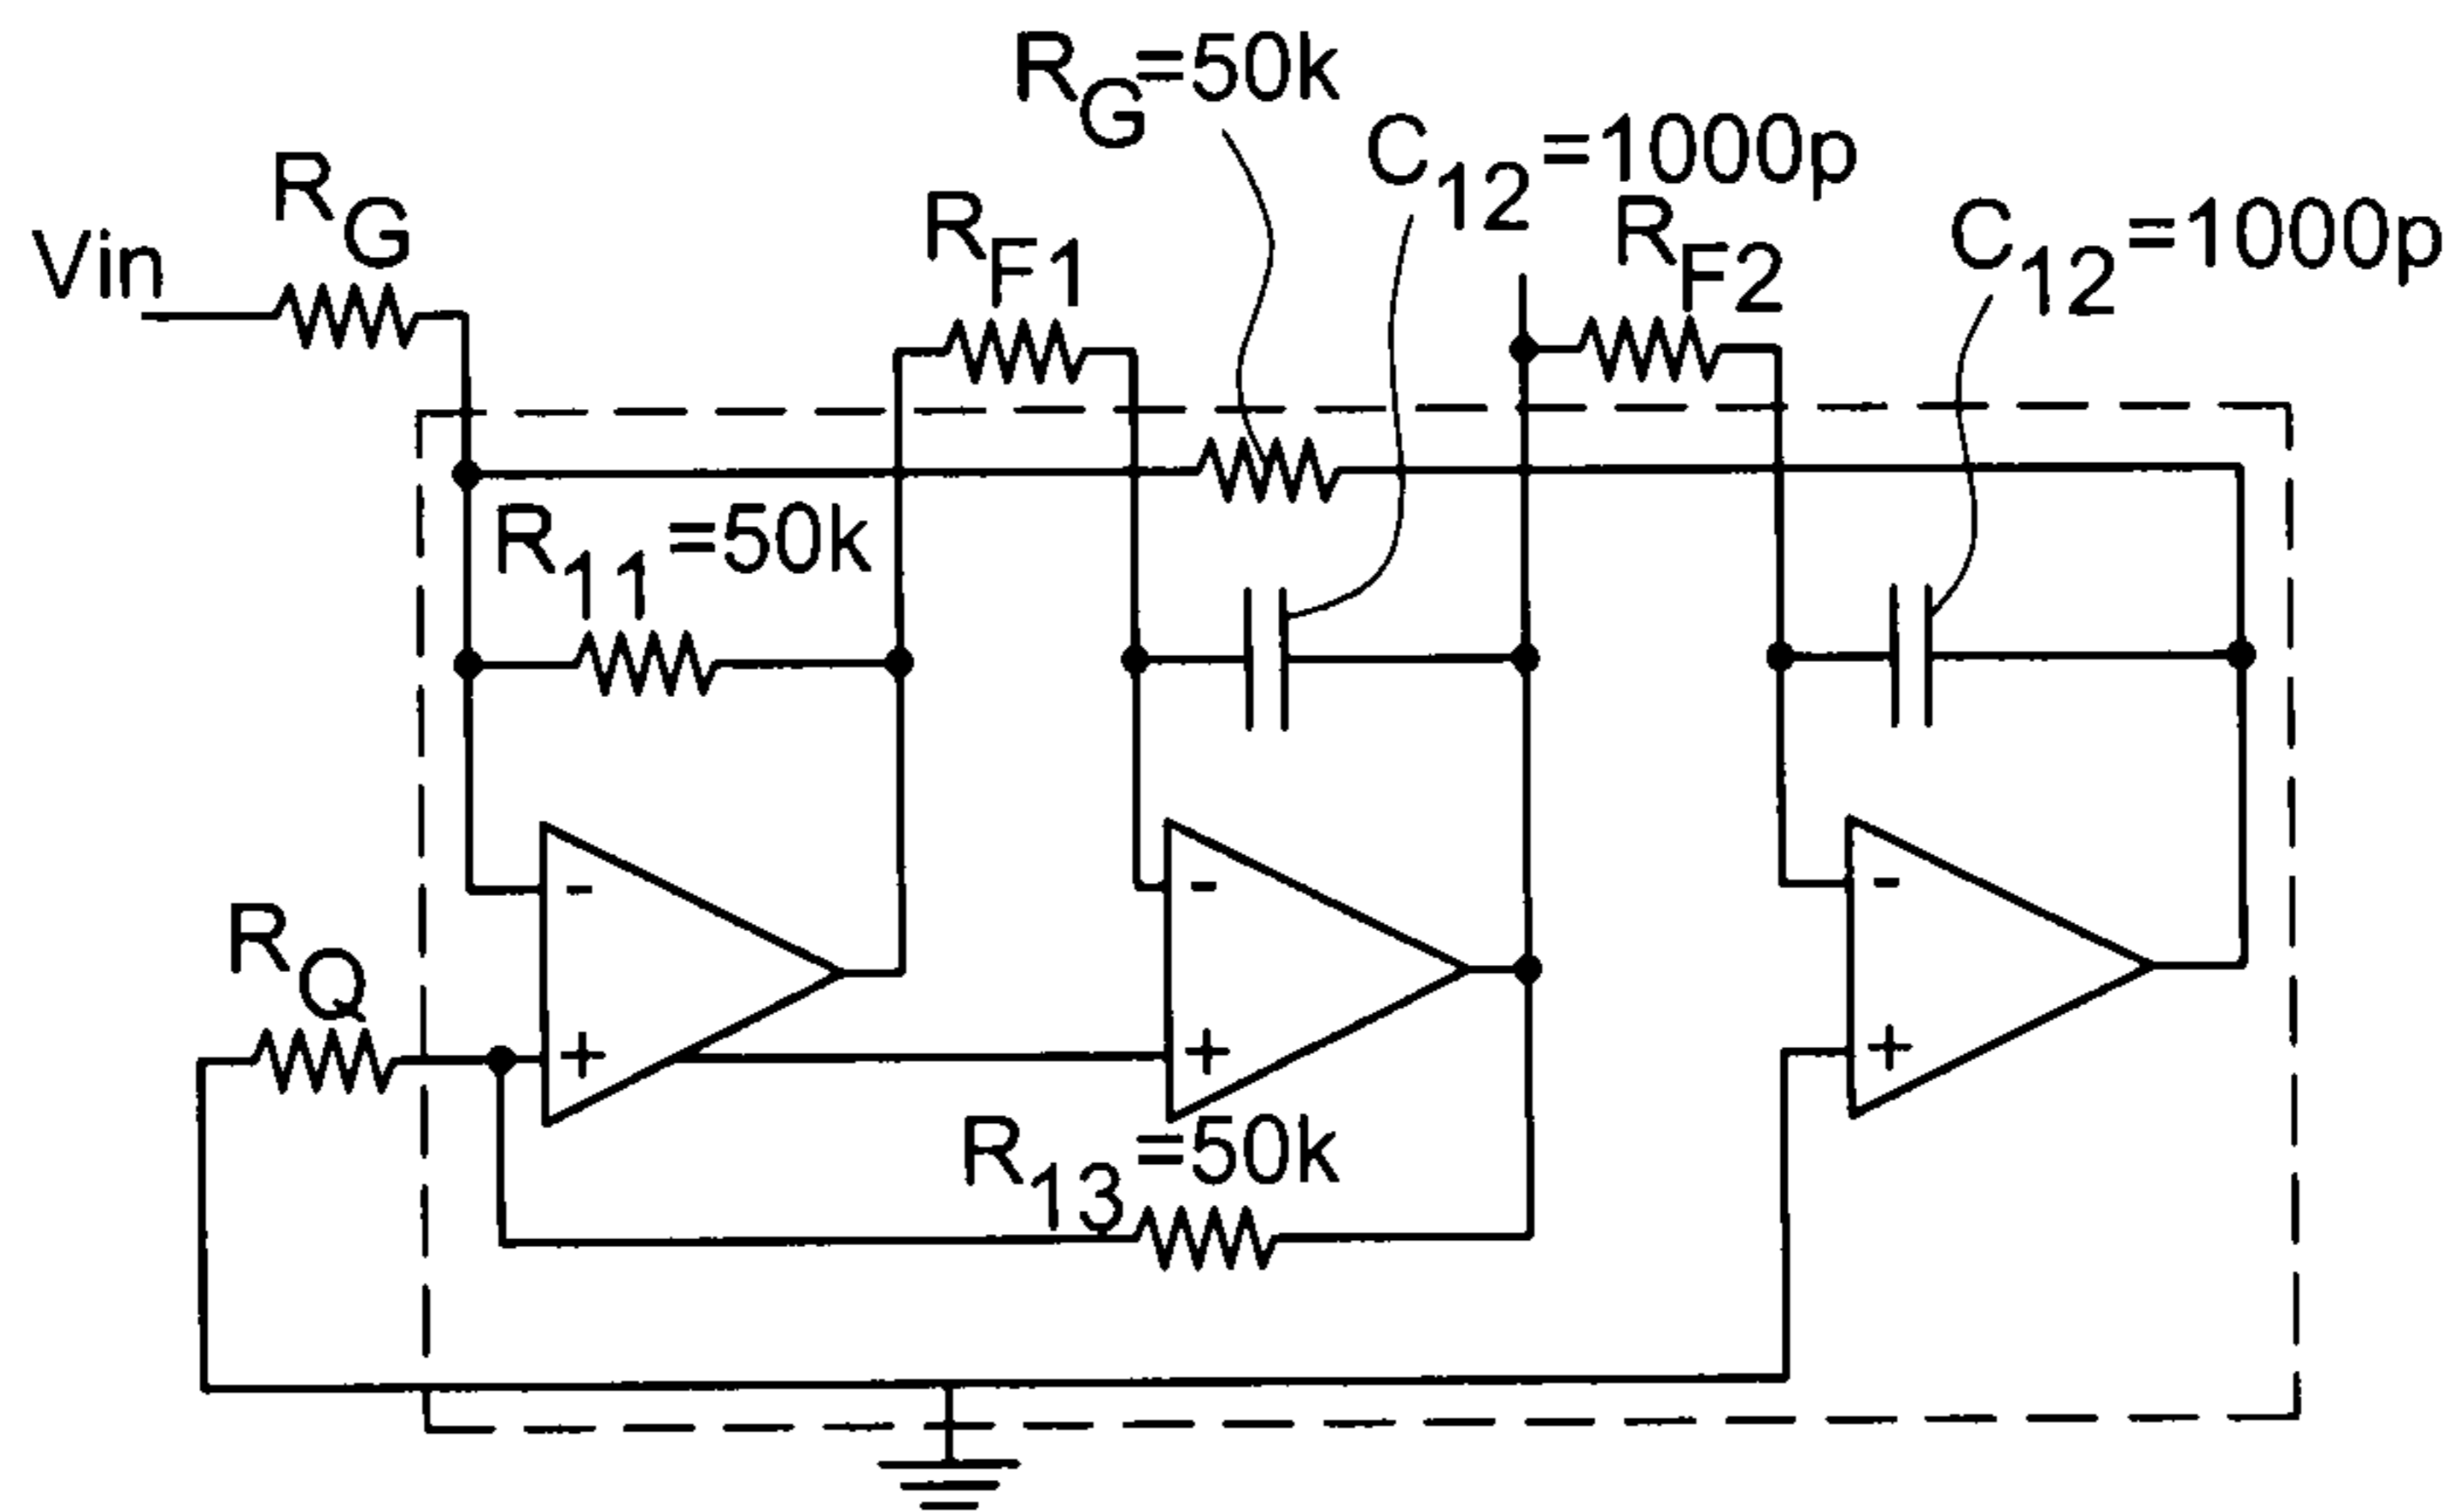 R_G=50k
C_12=1000p
R_G
Vin
R_F1
R_F2
C_12=1000p
R_11=50k
-
-
-
R_Q
+
+
+
R_13=50k